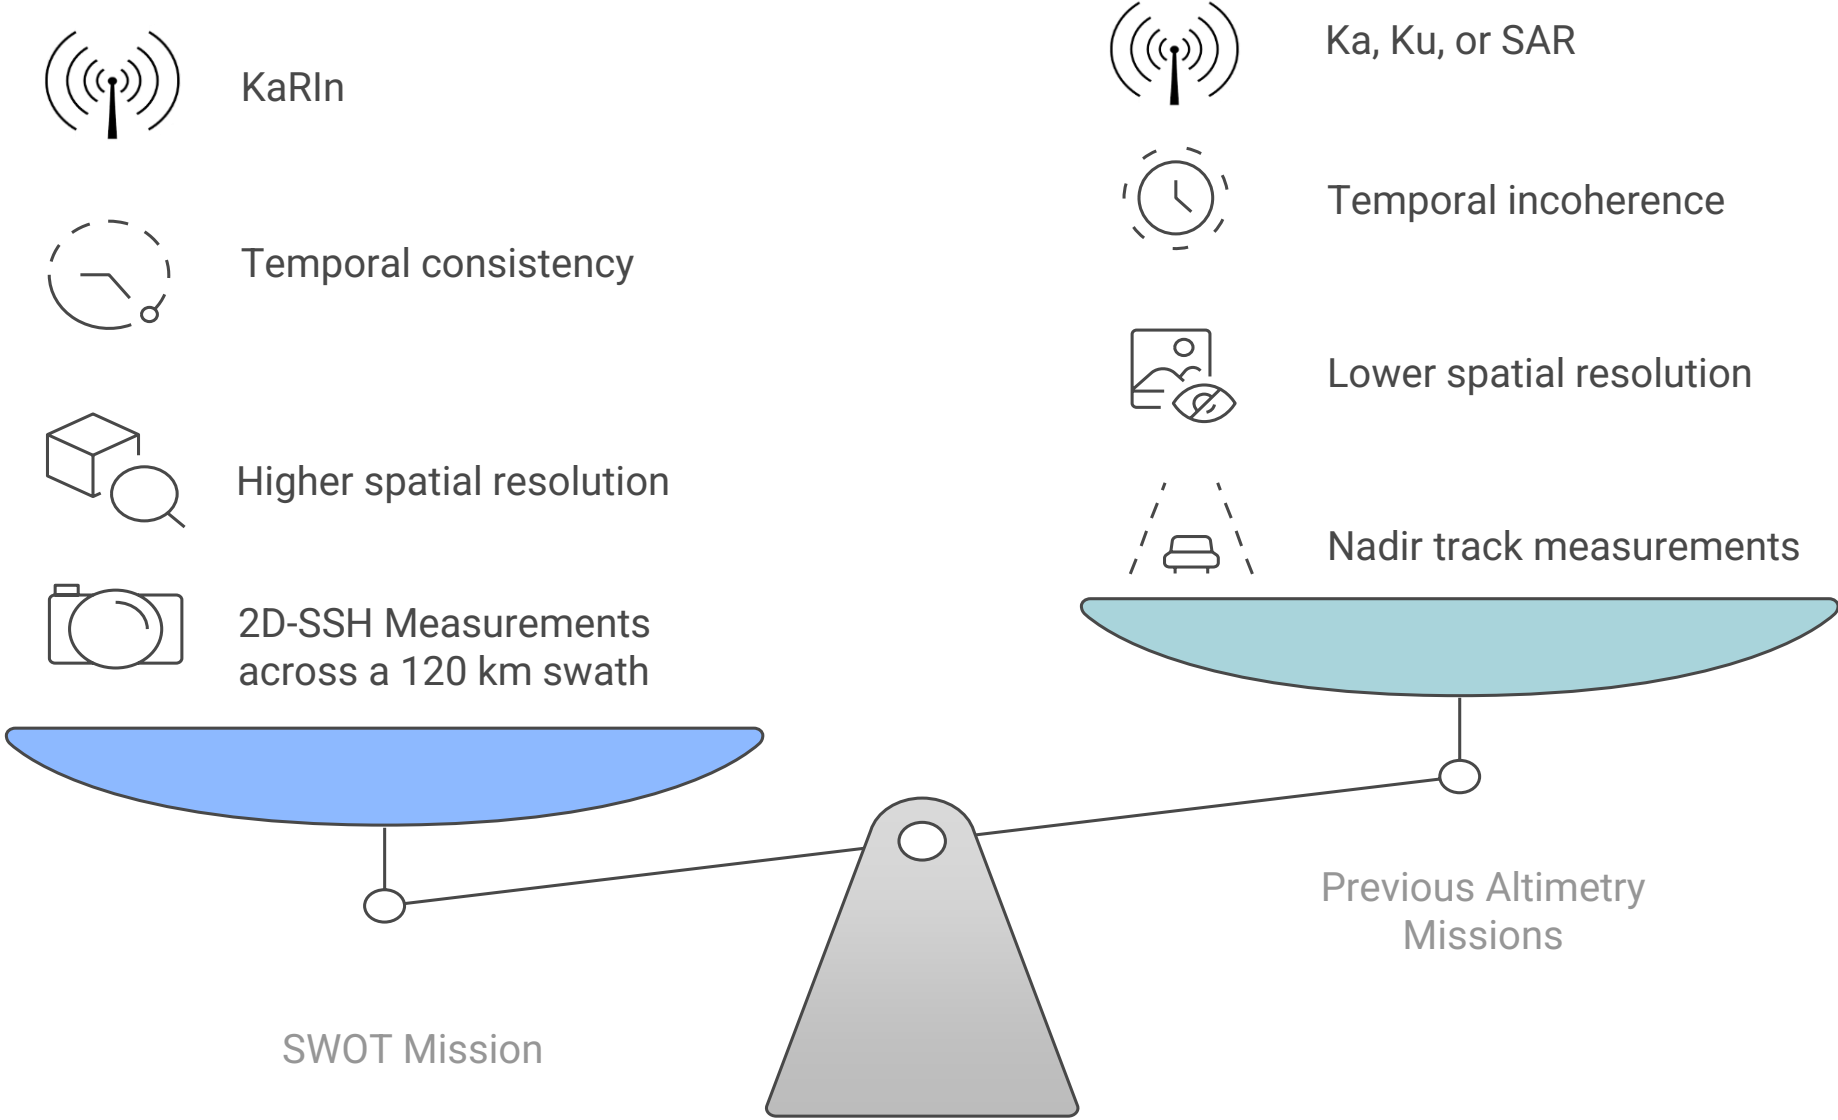 KaRIn
Temporal consistency
Higher spatial resolution
2D-SSH Measurements
across a 120 km swath
SWOT Mission
Ka, Ku, or SAR
Temporal incoherence
Lower spatial resolution
Nadir track measurements
Previous Altimetry
Missions